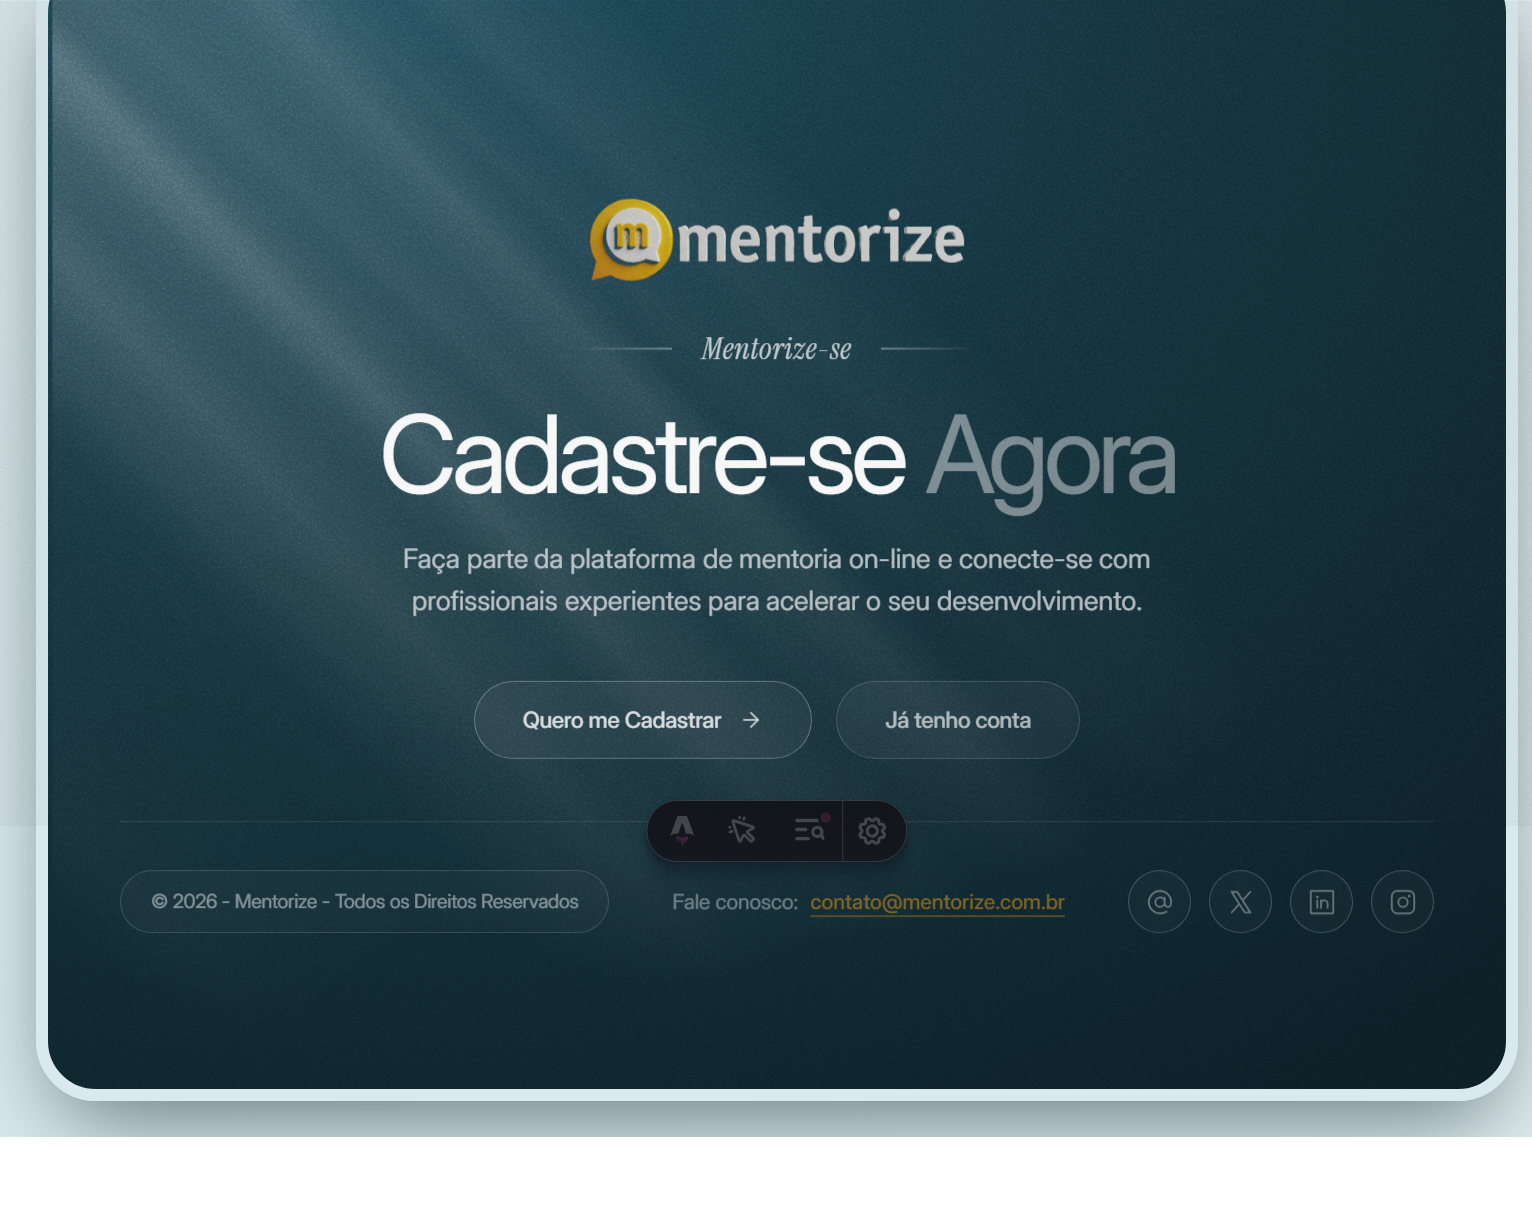 m mentorize
Mentorize-se
Cadastre-se Agora
Faça parte da plataforma de mentoria on-line e conecte-se com
profissionais experientes para acelerar o seu desenvolvimento.
Quero me Cadastrar → Já tenho conta
© 2026 - Mentorize - Todos os Direitos Reservados Fale conosco: contato@mentorize.com.br